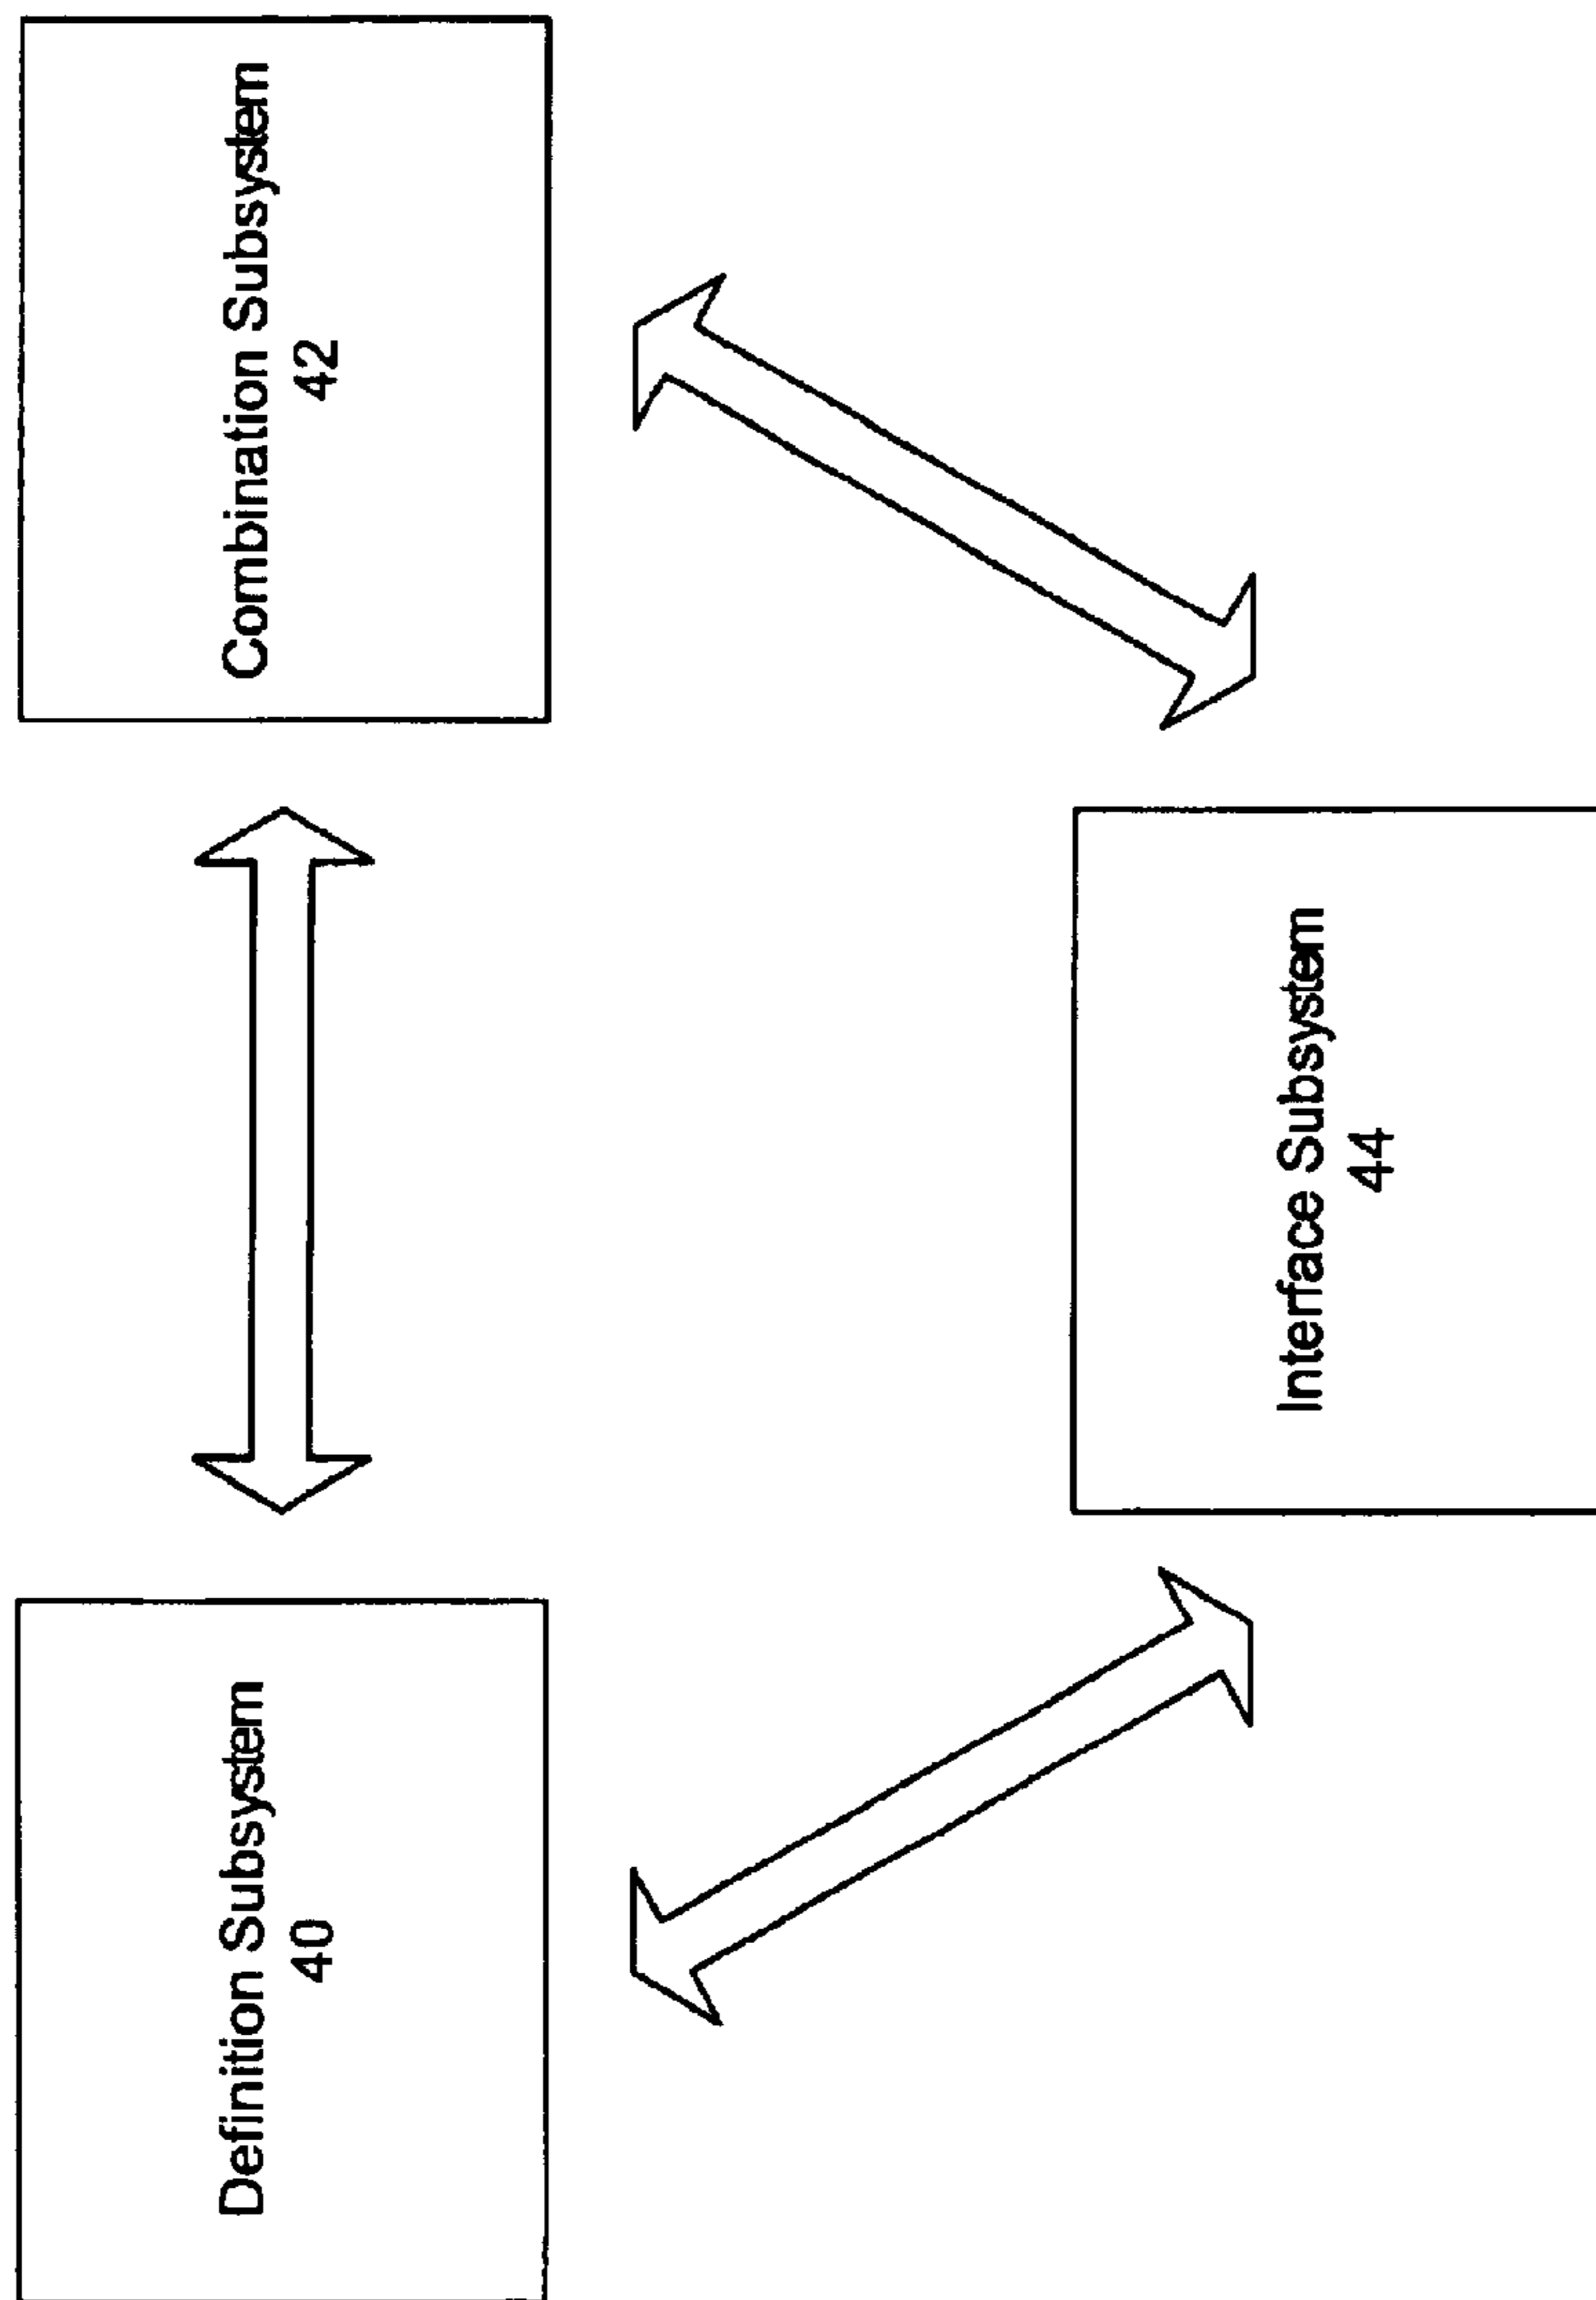 Definition Subsystem
40
Combination Subsystem
42
Interface Subsystem
44